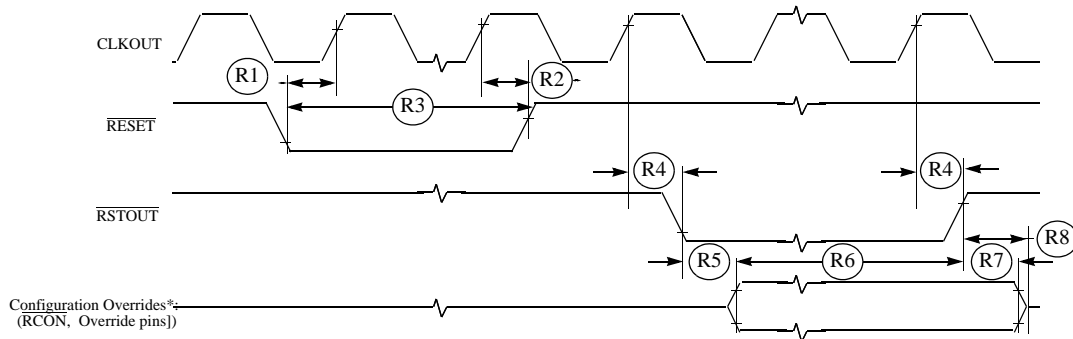 CLKOUT
R1
R2
R3
RESET
R4
R4
RSTOUT
R5
R6
R7
R8
Configuration Overrides*:
(RCON, Override pins])